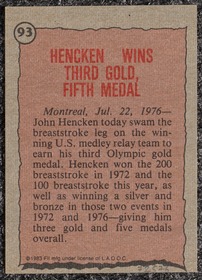 93
HENCKEN WINS
THIRD GOLD,
FIFTH MEDAL
Montreal, Jul. 22, 1976—
John Hencken today swam the
breaststroke leg on the win-
ning U.S. medley relay team to
earn his third Olympic gold
medal. Hencken won the 200
breaststroke in 1972 and the
100 breaststroke this year, as
well as winning a silver and
bronze in those two events in
1972 and 1976—giving him
three gold and five medals
overall.
©1983 FII mfg under license of L.A.O.O.C.